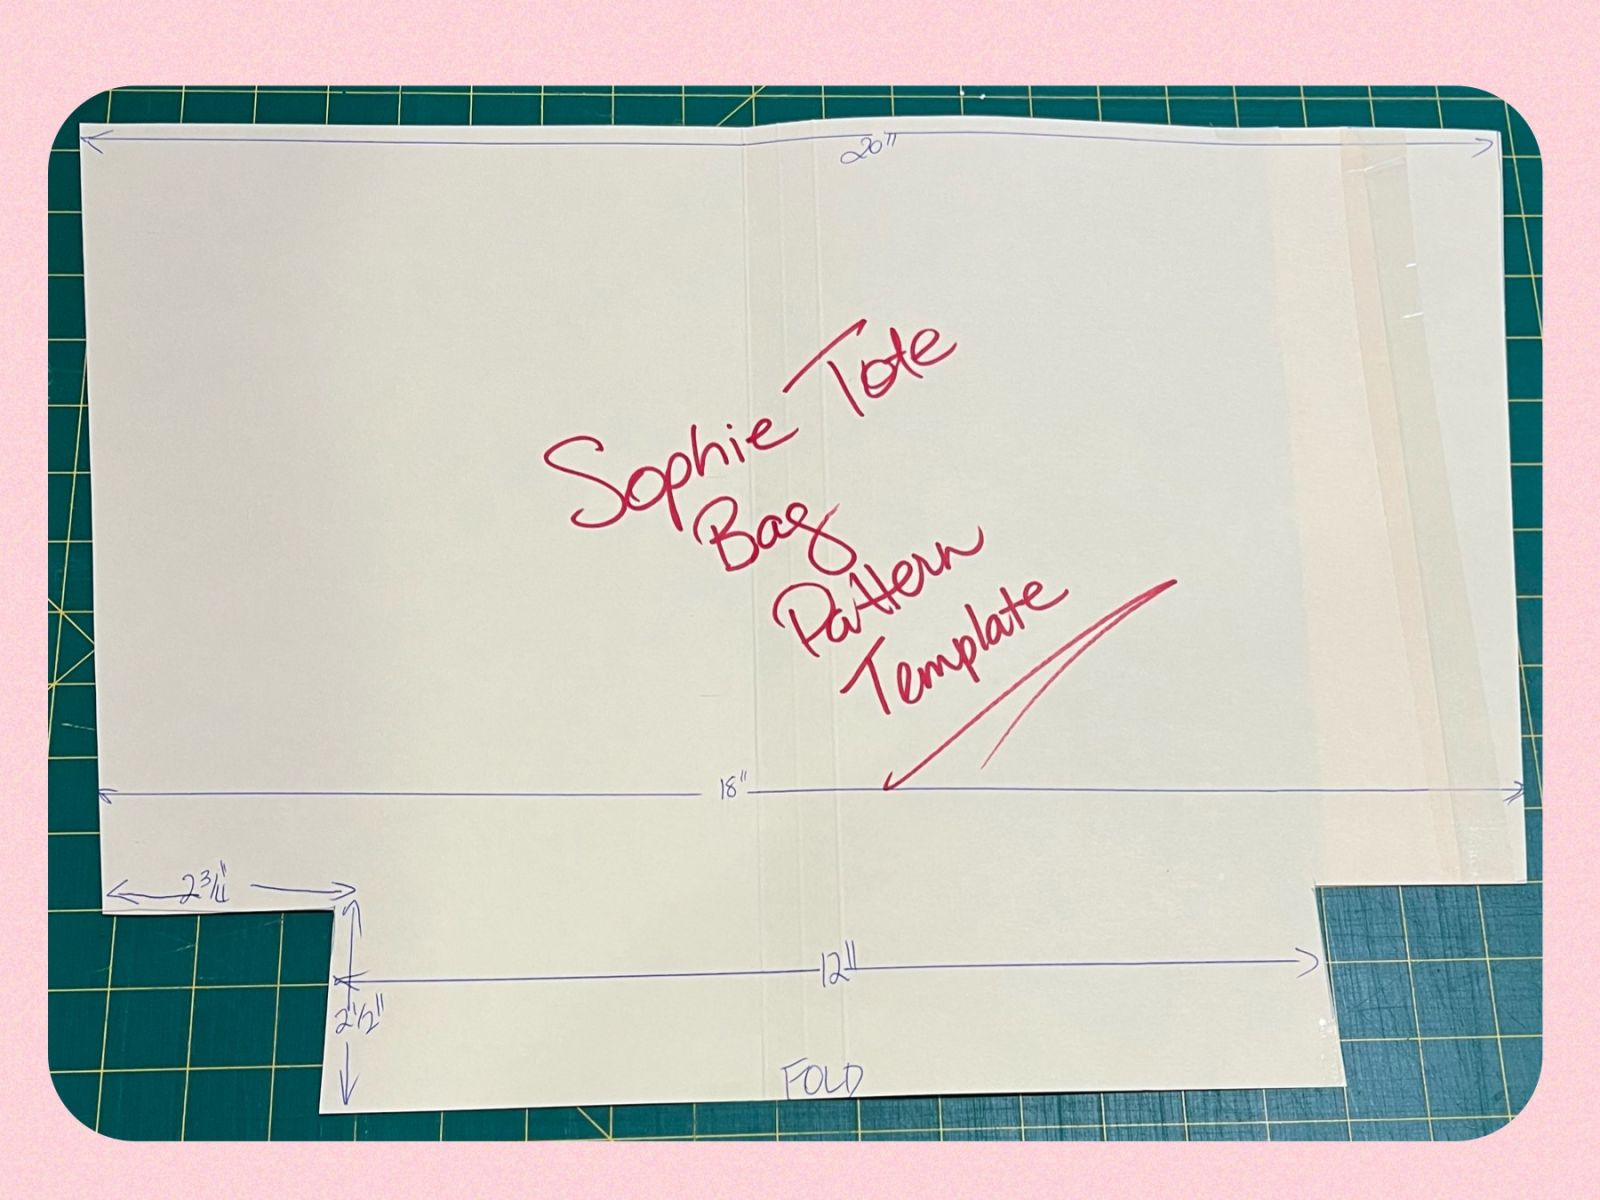 20"
Sophie Tote
Bag
Pattern
Template
18"
2 3/4"
12"
2 1/2"
FOLD